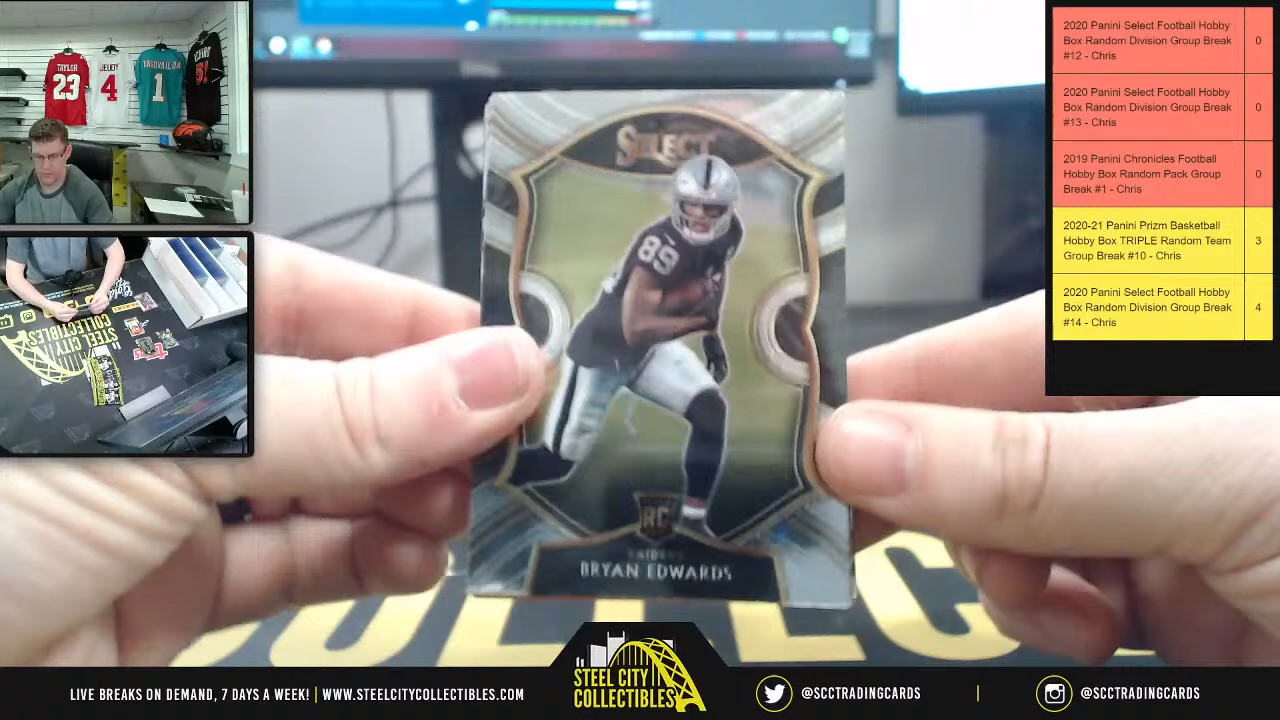 TAYLOR
23
JEUDY
4
TAGOVAILOA
1
STEEL CITY
COLLECTIBLES
SELECT
89
RC
RAIDERS
BRYAN EDWARDS
2020 Panini Select Football Hobby
Box Random Division Group Break
#12 - Chris
0
2020 Panini Select Football Hobby
Box Random Division Group Break
#13 - Chris
0
2019 Panini Chronicles Football
Hobby Box Random Pack Group
Break #1 - Chris
0
2020-21 Panini Prizm Basketball
Hobby Box TRIPLE Random Team
Group Break #10 - Chris
3
2020 Panini Select Football Hobby
Box Random Division Group Break
#14 - Chris
4
LIVE BREAKS ON DEMAND, 7 DAYS A WEEK! | WWW.STEELCITYCOLLECTIBLES.COM
STEEL CITY
COLLECTIBLES
@SCCTRADINGCARDS | @SCCTRADINGCARDS